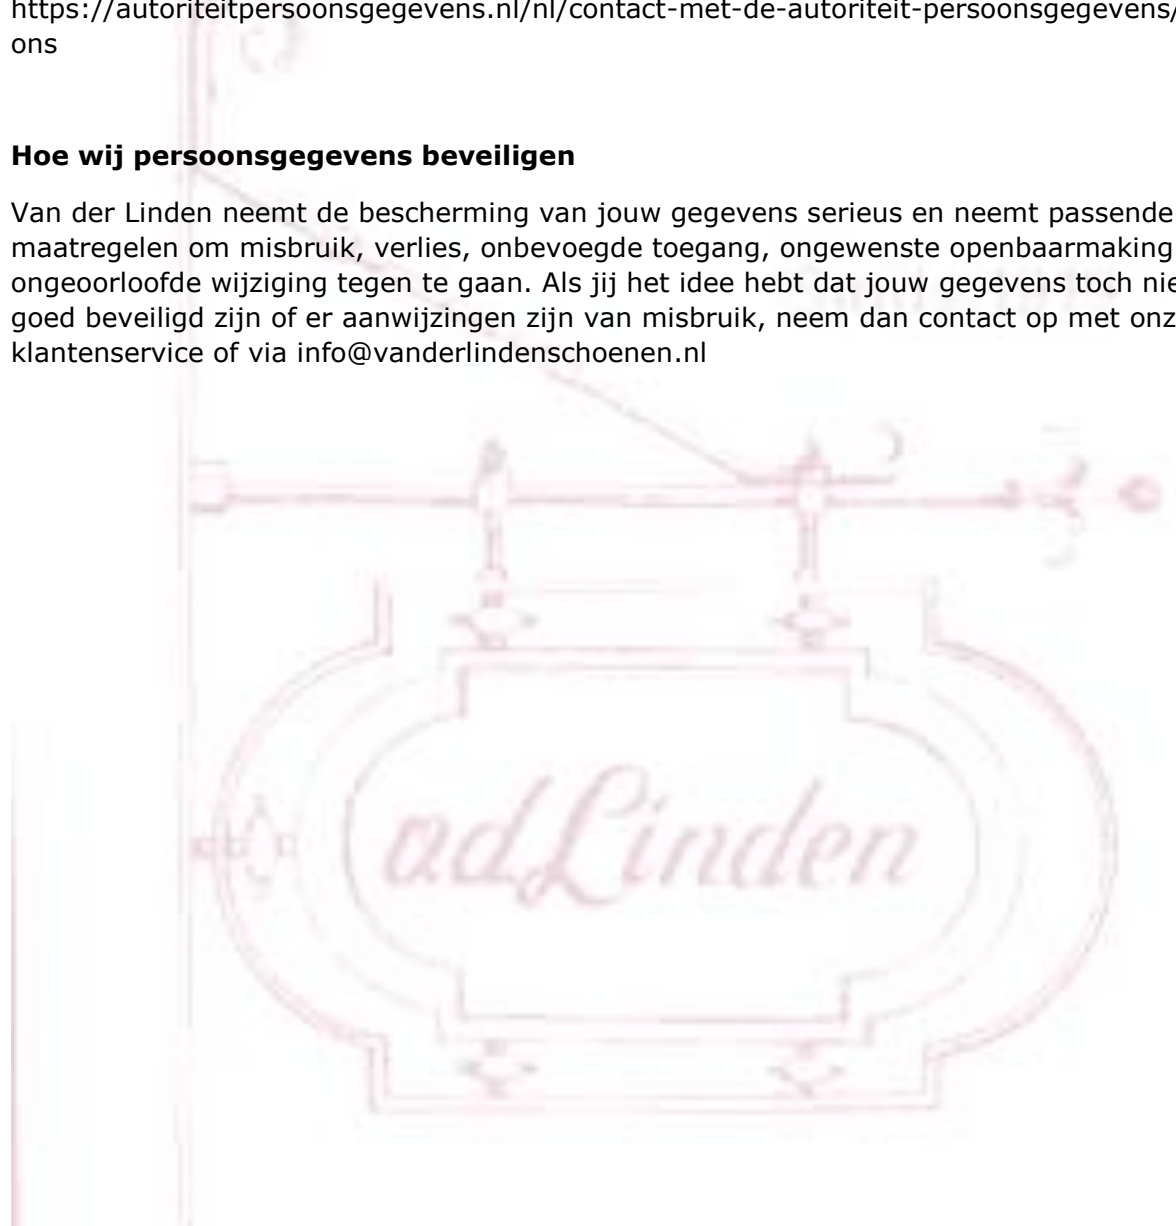 https://autoriteitpersoonsgegevens.nl/nl/contact-met-de-autoriteit-persoonsgegevens/
ons
Hoe wij persoonsgegevens beveiligen
Van der Linden neemt de bescherming van jouw gegevens serieus en neemt passende
maatregelen om misbruik, verlies, onbevoegde toegang, ongewenste openbaarmaking
ongeoorloofde wijziging tegen te gaan. Als jij het idee hebt dat jouw gegevens toch nie
goed beveiligd zijn of er aanwijzingen zijn van misbruik, neem dan contact op met onz
klantenservice of via info@vanderlindenschoenen.nl
vdLinden